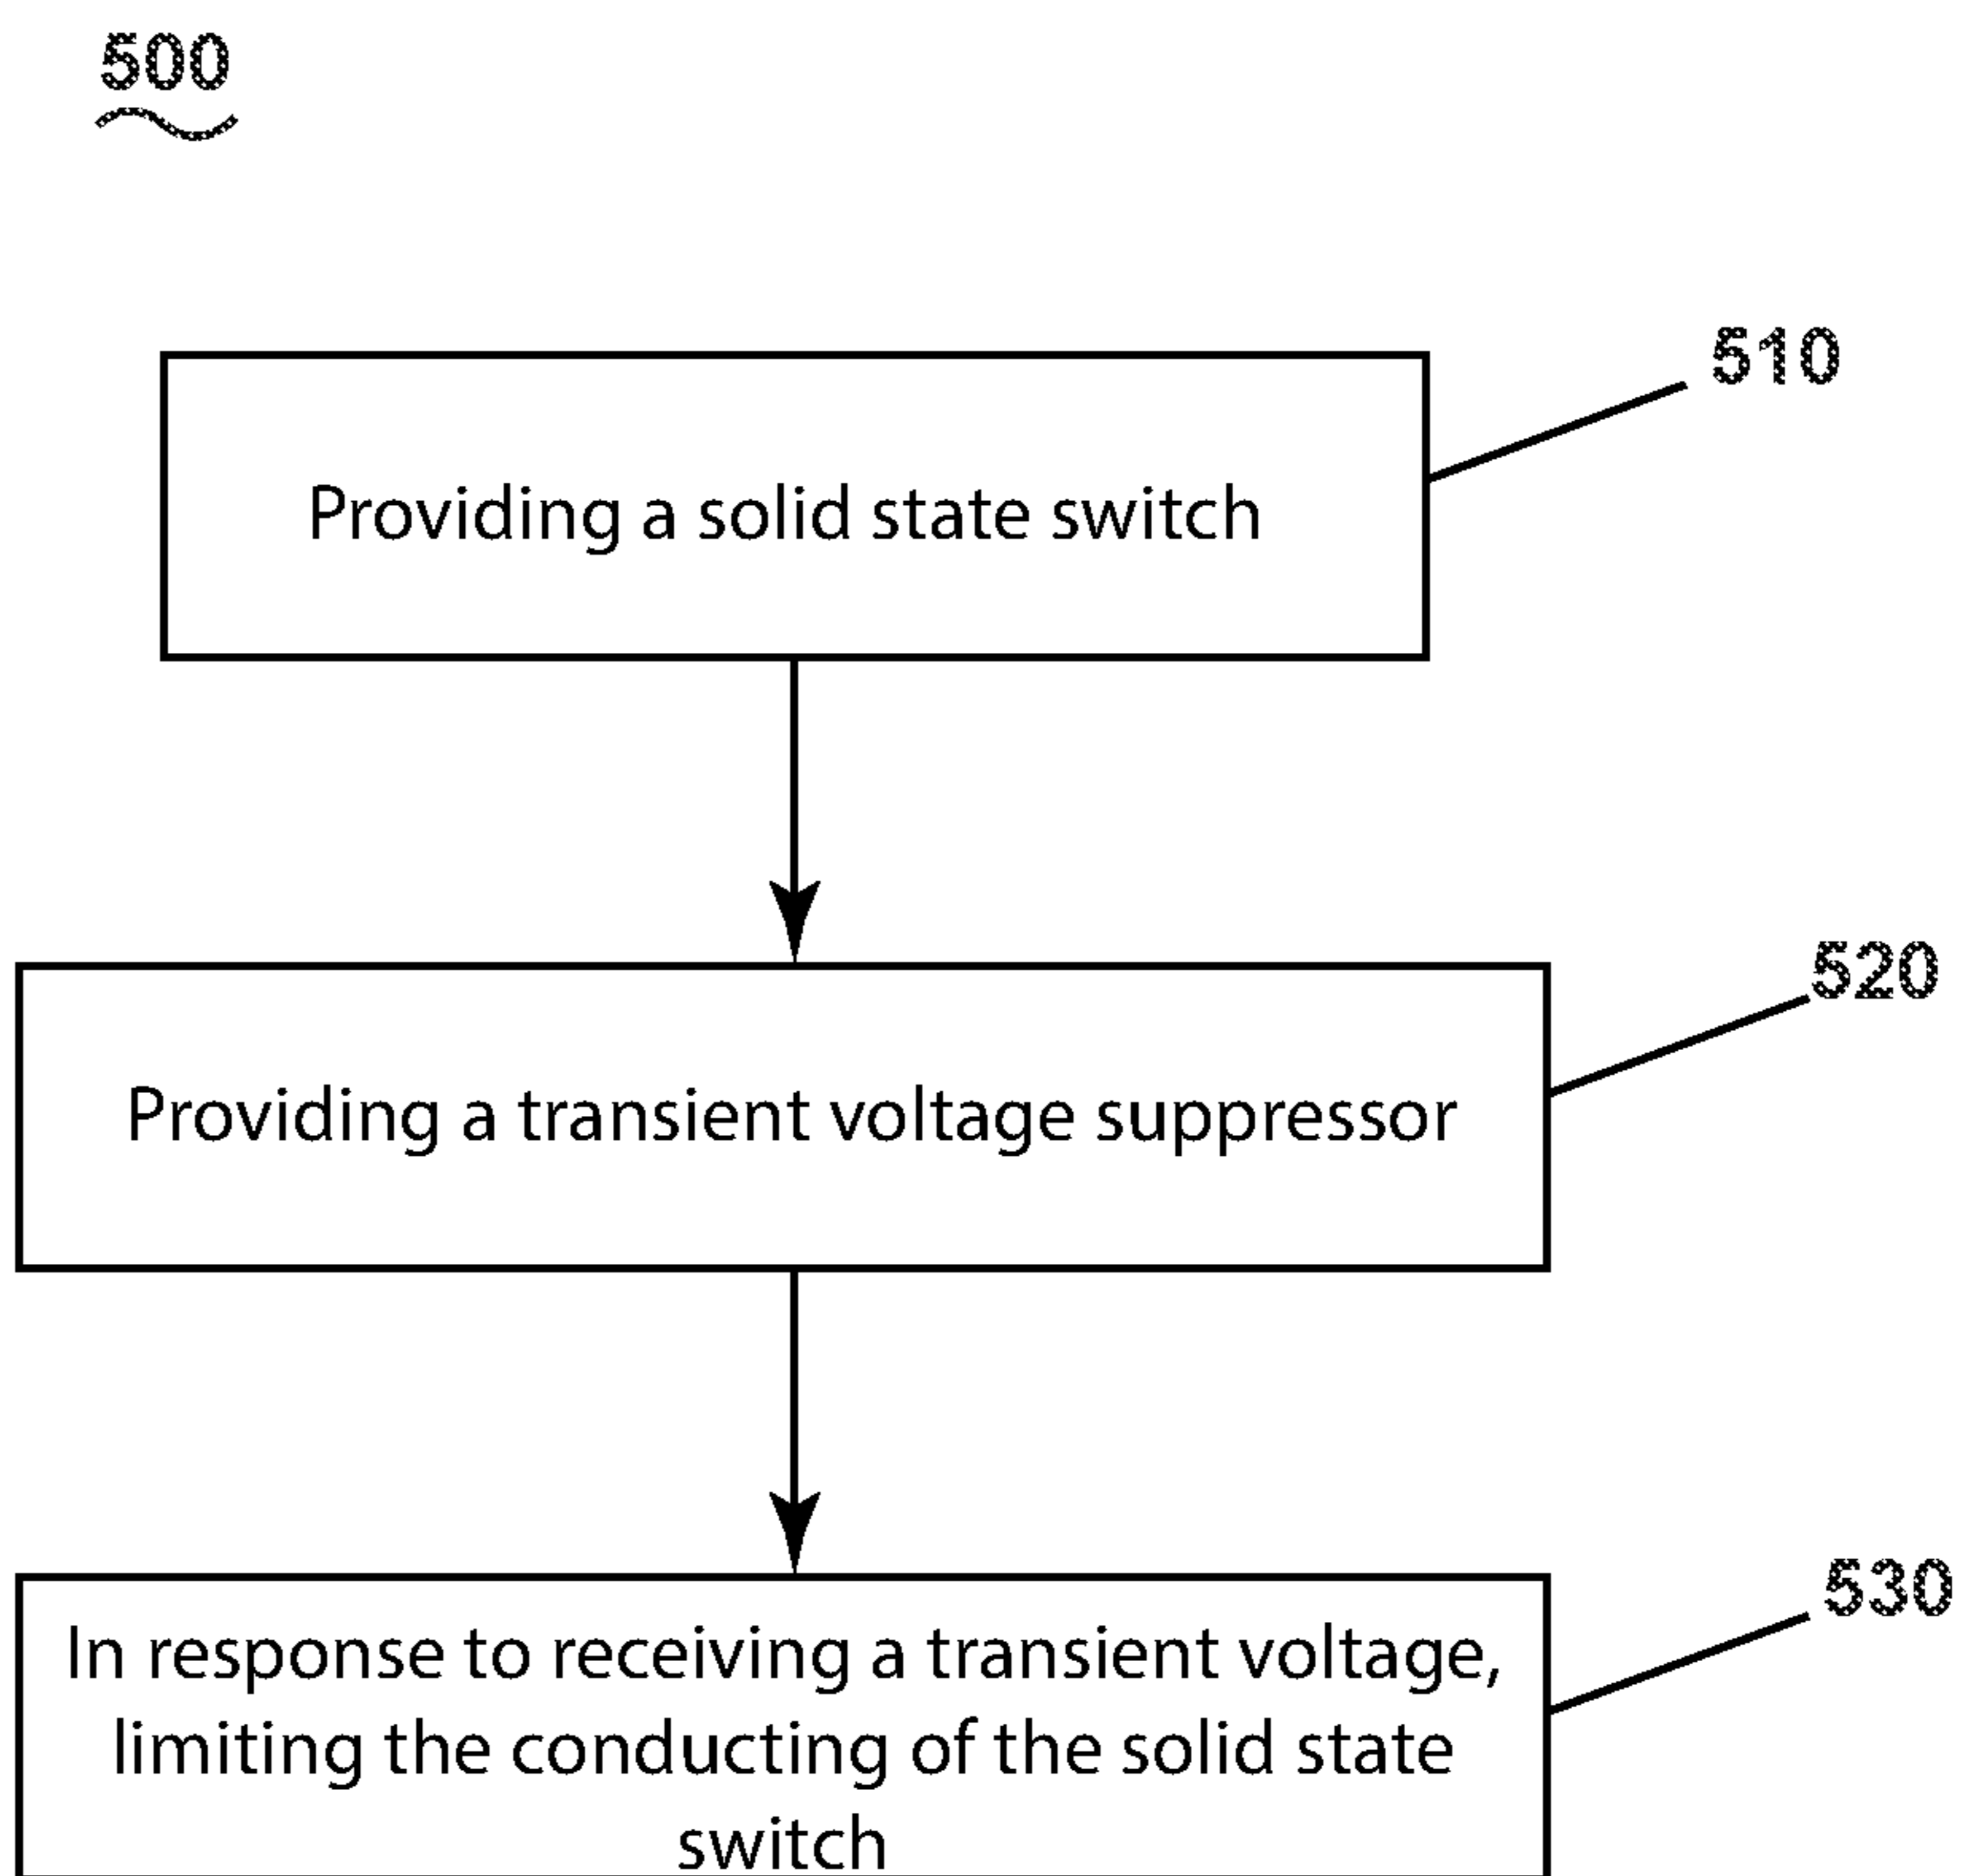 500
510
Providing a solid state switch
520
Providing a transient voltage suppressor
530
In response to receiving a transient voltage,
limiting the conducting of the solid state
switch